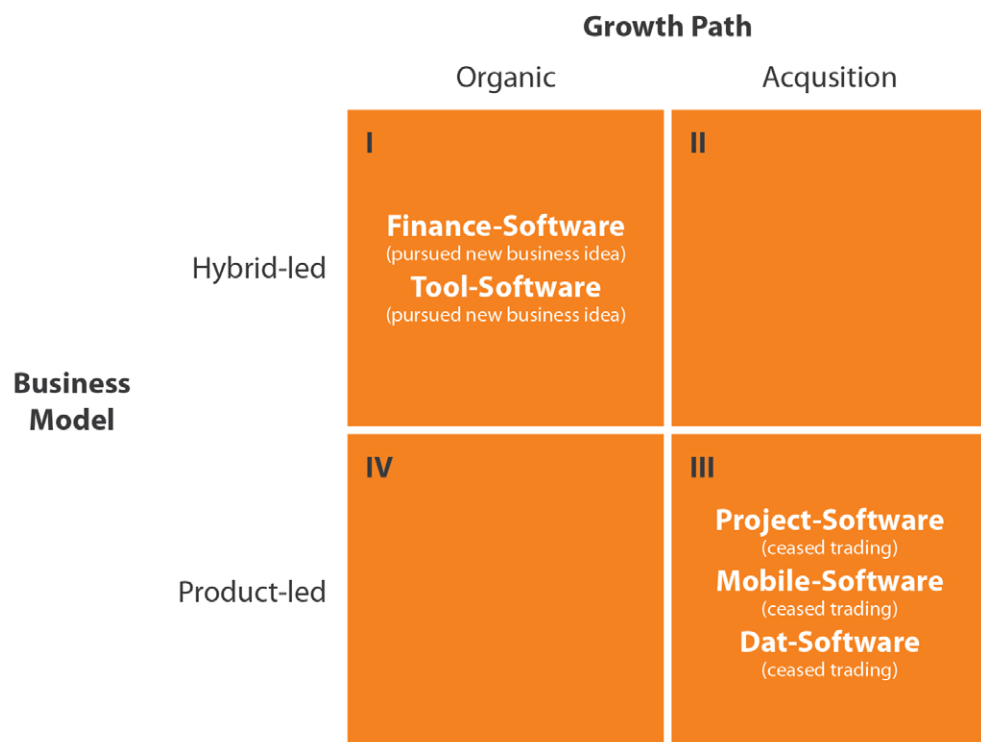 Growth Path
Organic
Acqusition
I
II
Finance-Software
(pursued new business idea)
Tool-Software
(pursued new business idea)
Hybrid-led
Business
Model
IV
III
Project-Software
(ceased trading)
Mobile-Software
(ceased trading)
Dat-Software
(ceased trading)
Product-led